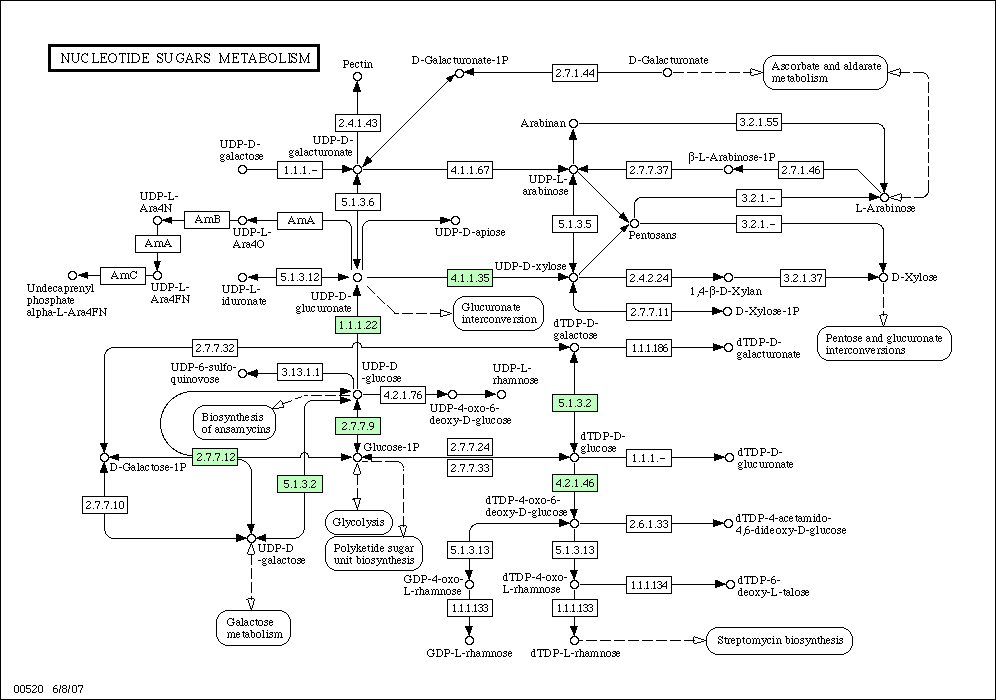 NUCLEOTIDE SUGARS METABOLISM
Pectin
D-Galacturonate-1P
2.7.1.44
D-Galacturonate
Ascorbate and aldarate
metabolism
2.4.1.43
Arabinan
3.2.1.55
UDP-D-
galactose
UDP-D-
galacturonate
1.1.1.-
4.1.1.67
UDP-L-
arabinose
2.7.7.37
β-L-Arabinose-1P
2.7.1.46
L-Arabinose
5.1.3.6
3.2.1.-
3.2.1.-
Pentosans
5.1.3.5
UDP-L-
Ara4N
ArnB
UDP-L-
Ara4O
ArnA
UDP-D-apiose
ArnA
ArnC
UDP-L-
Ara4FN
Undecaprenyl
phosphate
alpha-L-Ara4FN
UDP-L-
iduronate
5.1.3.12
UDP-D-
glucuronate
4.1.1.35
UDP-D-xylose
2.4.2.24
1,4-β-D-Xylan
3.2.1.37
D-Xylose
Glucuronate
interconversion
2.7.7.11
D-Xylose-1P
1.1.1.22
dTDP-D-
galactose
Pentose and glucuronate
interconversions
2.7.7.32
1.1.1.186
dTDP-D-
galacturonate
UDP-6-sulfo-
quinovose
3.13.1.1
UDP-D
-glucose
4.2.1.76
UDP-4-oxo-6-
deoxy-D-glucose
UDP-L-
rhamnose
Biosynthesis
of ansamycins
2.7.7.9
5.1.3.2
D-Galactose-1P
2.7.7.12
Glucose-1P
2.7.7.24
2.7.7.33
dTDP-D-
glucose
1.1.1.-
dTDP-D-
glucuronate
5.1.3.2
4.2.1.46
2.7.7.10
Glycolysis
dTDP-4-oxo-6-
deoxy-D-glucose
2.6.1.33
dTDP-4-acetamido-
4,6-dideoxy-D-glucose
UDP-D
-galactose
Polyketide sugar
unit biosynthesis
5.1.3.13
5.1.3.13
GDP-4-oxo-
L-rhamnose
dTDP-4-oxo-
L-rhamnose
1.1.1.134
dTDP-6-
deoxy-L-talose
1.1.1.133
1.1.1.133
Galactose
metabolism
GDP-L-rhamnose
dTDP-L-rhamnose
Streptomycin biosynthesis
00520 6/8/07